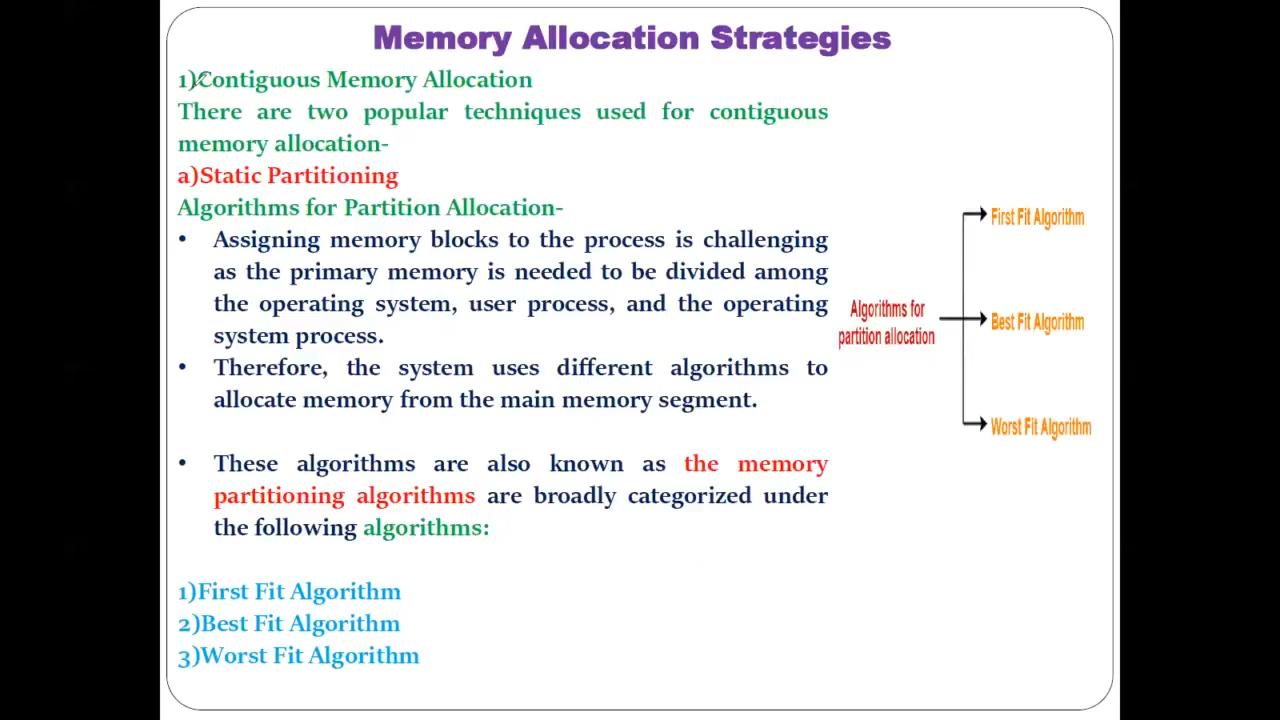 Memory Allocation Strategies
1)Contiguous Memory Allocation
There are two popular techniques used for contiguous
memory allocation-
a)Static Partitioning
Algorithms for Partition Allocation-
• Assigning memory blocks to the process is challenging
as the primary memory is needed to be divided among
the operating system, user process, and the operating
system process.
• Therefore, the system uses different algorithms to
allocate memory from the main memory segment.
• These algorithms are also known as the memory
partitioning algorithms are broadly categorized under
the following algorithms:
1)First Fit Algorithm
2)Best Fit Algorithm
3)Worst Fit Algorithm
Algorithms for
partition allocation
First Fit Algorithm
Best Fit Algorithm
Worst Fit Algorithm